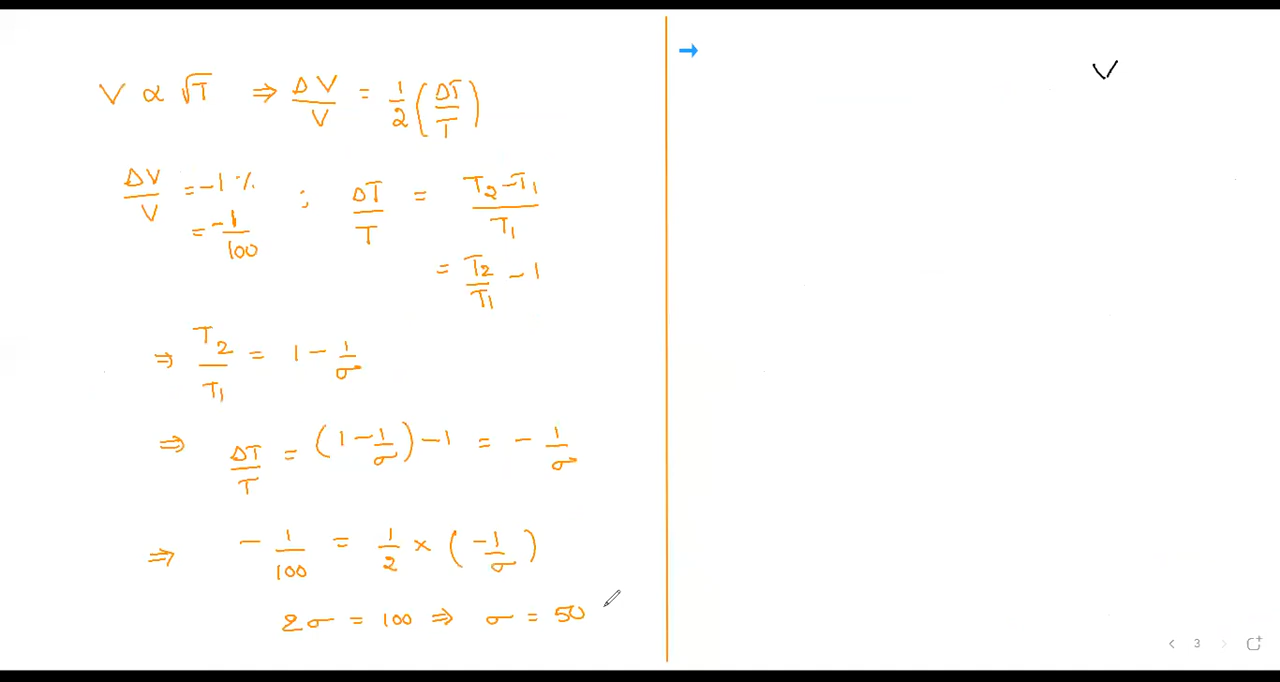 V ∝ √T ⇒ ΔV/V = 1/2 (ΔT/T)
ΔV/V = -1 % ; ΔT/T = T₂-T₁/T₁
= -1/100
= T₂/T₁ - 1
⇒ T₂/T₁ = 1 - 1/σ
⇒ ΔT/T = (1 - 1/σ) - 1 = - 1/σ
⇒ - 1/100 = 1/2 × (-1/σ)
2σ = 100 ⇒ σ = 50
→
V
< 3 >